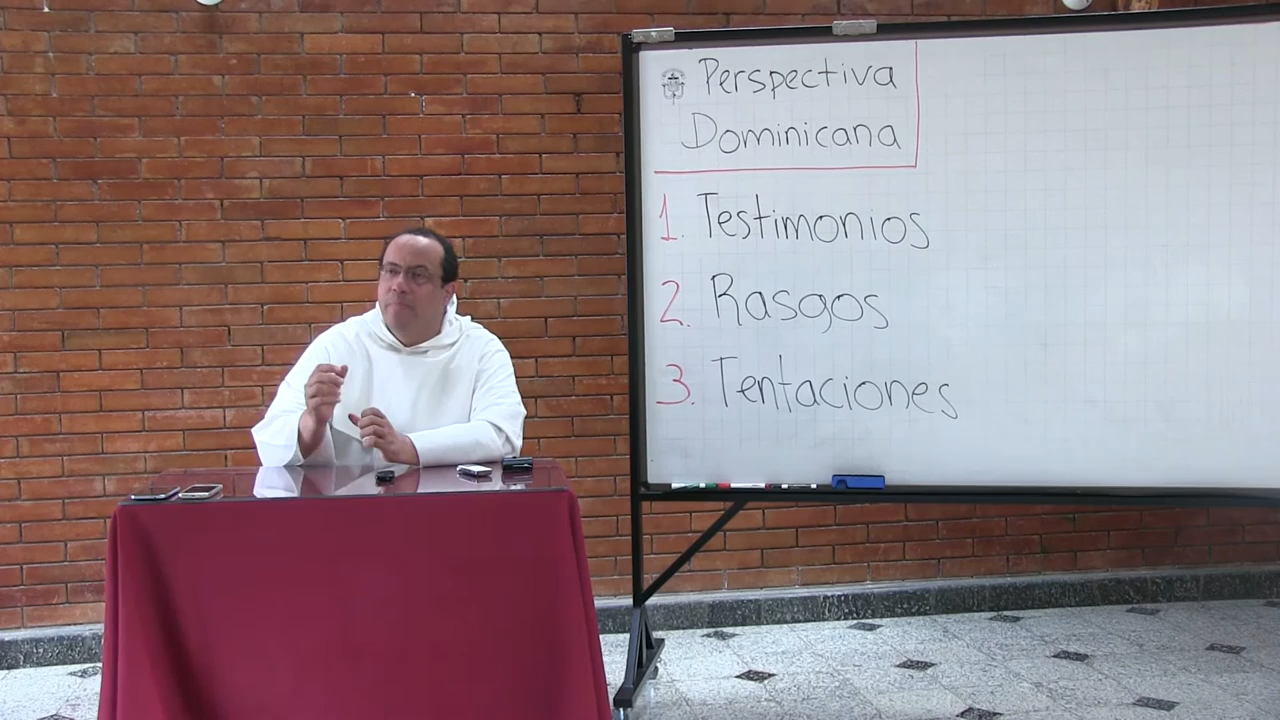 Perspectiva
Dominicana
1. Testimonios
2. Rasgos
3. Tentaciones